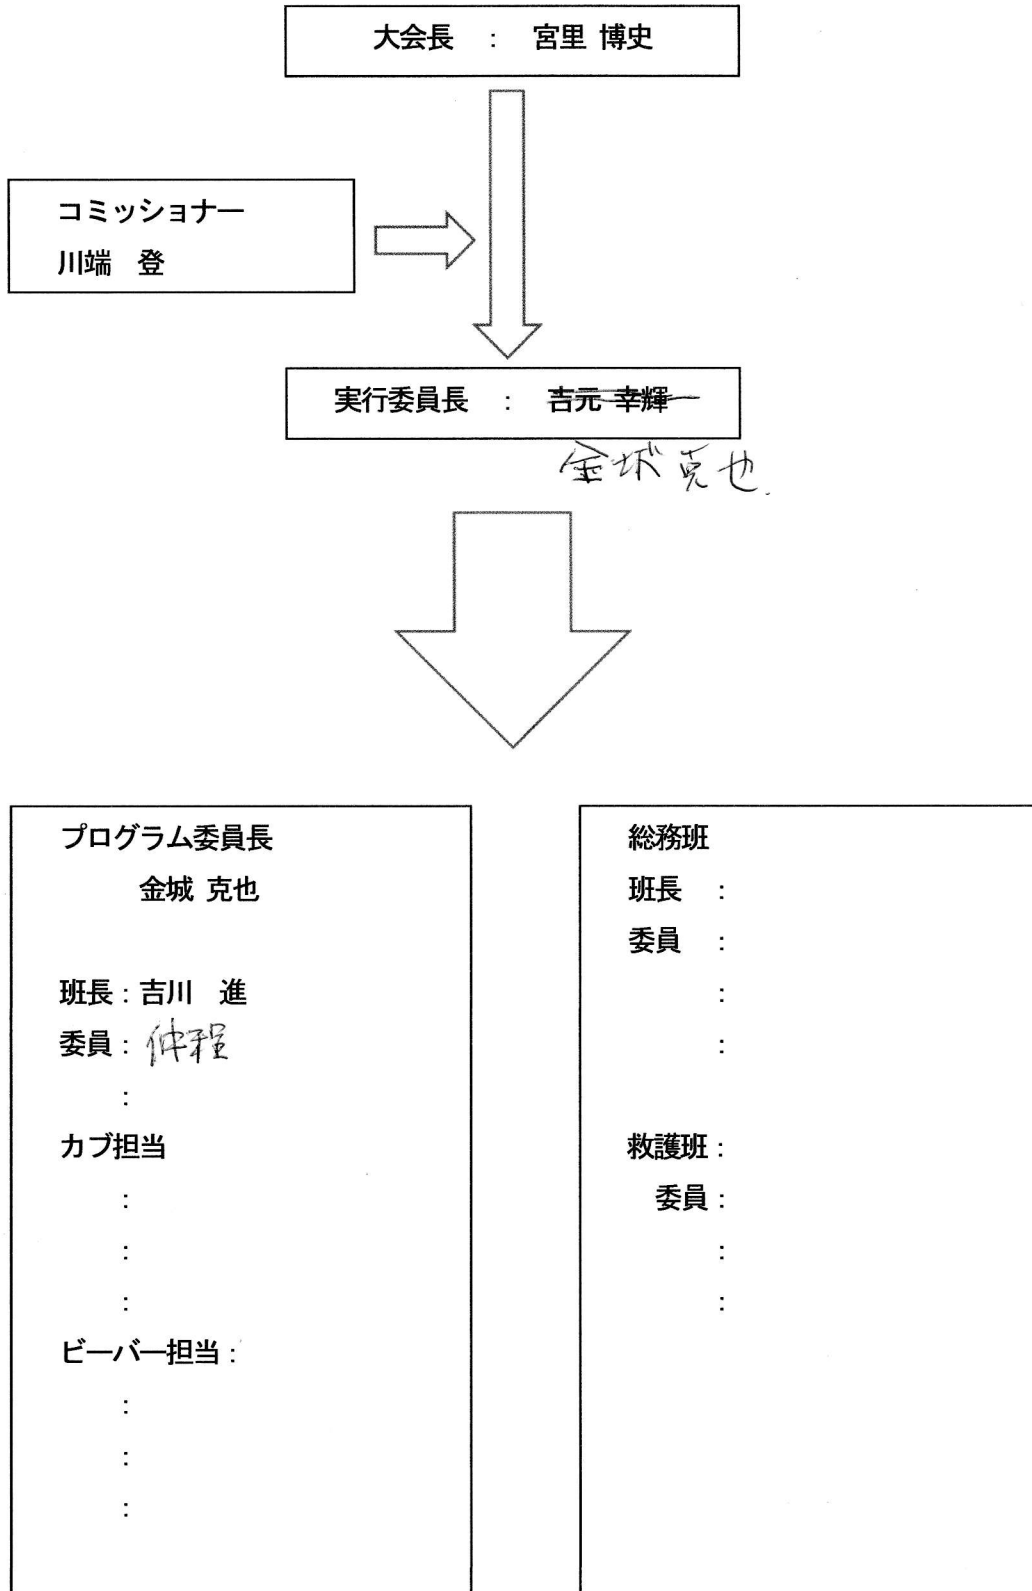 大会長 : 宮里 博史
コミッショナー
川端 登
実行委員長 : 吉元 幸輝
金城 克也
プログラム委員長
金城 克也
班長:吉川 進
委員:仲程
:
カブ担当
:
:
:
ビーバー担当:
:
:
:
総務班
班長 :
委員 :
:
:
救護班:
委員:
:
: